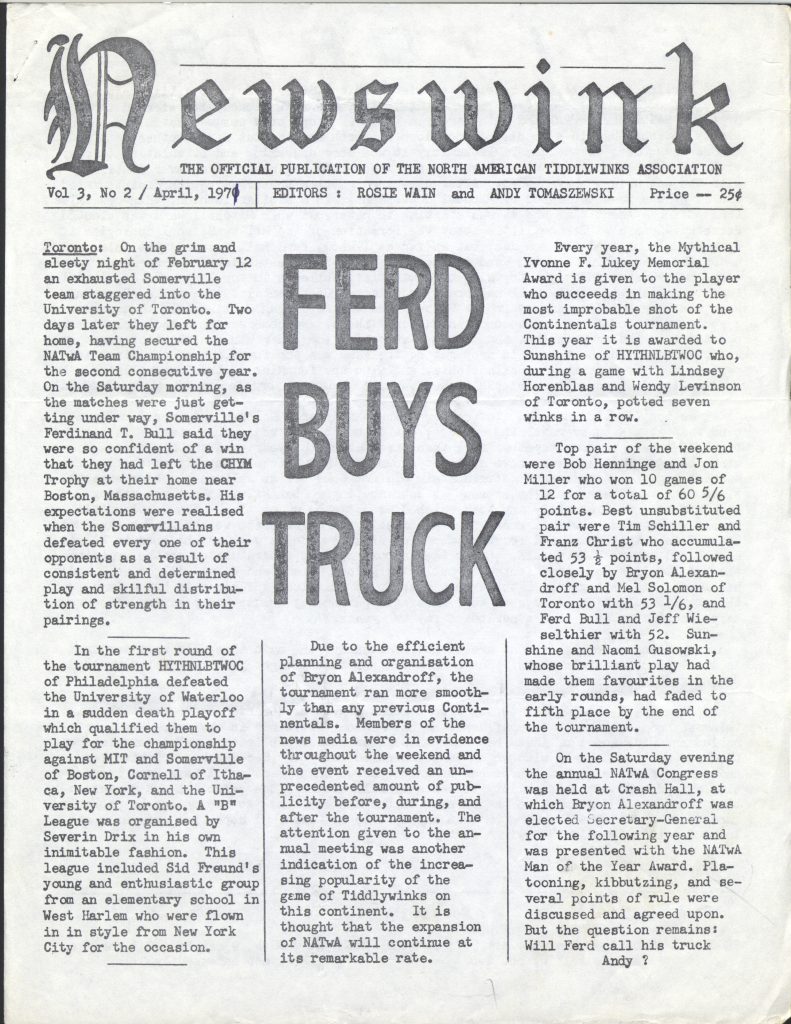 Newswink
THE OFFICIAL PUBLICATION OF THE NORTH AMERICAN TIDDLYWINKS ASSOCIATION
Vol 3, No 2 / April, 1971 EDITORS : ROSIE WAIN and ANDY TOMASZEWSKI Price — 25¢
Toronto: On the grim and
sleety night of February 12
an exhausted Somerville
team staggered into the
University of Toronto. Two
days later they left for
home, having secured the
NATwA Team Championship for
the second consecutive year.
On the Saturday morning, as
the matches were just get-
ting under way, Somerville's
Ferdinand T. Bull said they
were so confident of a win
that they had left the CHYM
Trophy at their home near
Boston, Massachusetts. His
expectations were realised
when the Somervillains
defeated every one of their
opponents as a result of
consistent and determined
play and skilful distribu-
tion of strength in their
pairings.
In the first round of
the tournament HYTHNLBTWOC
of Philadelphia defeated
the University of Waterloo
in a sudden death playoff
which qualified them to
play for the championship
against MIT and Somerville
of Boston, Cornell of Itha-
ca, New York, and the Uni-
versity of Toronto. A "B"
League was organised by
Severin Drix in his own
inimitable fashion. This
league included Sid Freund's
young and enthusiastic group
from an elementary school in
West Harlem who were flown
in in style from New York
City for the occasion.
FERD
BUYS
TRUCK
Due to the efficient
planning and organisation
of Bryon Alexandroff, the
tournament ran more smooth-
ly than any previous Conti-
nentals. Members of the
news media were in evidence
throughout the weekend and
the event received an un-
precedented amount of pub-
licity before, during, and
after the tournament. The
attention given to the an-
nual meeting was another
indication of the increa-
sing popularity of the
game of Tiddlywinks on
this continent. It is
thought that the expansion
of NATwA will continue at
its remarkable rate.
Every year, the Mythical
Yvonne F. Lukey Memorial
Award is given to the player
who succeeds in making the
most improbable shot of the
Continentals tournament.
This year it is awarded to
Sunshine of HYTHNLBTWOC who,
during a game with Lindsey
Horenblas and Wendy Levinson
of Toronto, potted seven
winks in a row.
Top pair of the weekend
were Bob Henninge and Jon
Miller who won 10 games of
12 for a total of 60 5/6
points. Best unsubstituted
pair were Tim Schiller and
Franz Christ who accumula-
ted 53 ½ points, followed
closely by Bryon Alexan-
droff and Mel Solomon of
Toronto with 53 1/6, and
Ferd Bull and Jeff Wie-
selthier with 52. Sun-
shine and Naomi Gusowski,
whose brilliant play had
made them favourites in the
early rounds, had faded to
fifth place by the end of
the tournament.
On the Saturday evening
the annual NATwA Congress
was held at Crash Hall, at
which Bryon Alexandroff was
elected Secretary-General
for the following year and
was presented with the NATwA
Man of the Year Award. Pla-
tooning, kibbutzing, and se-
veral points of rule were
discussed and agreed upon.
But the question remains:
Will Ferd call his truck
Andy ?